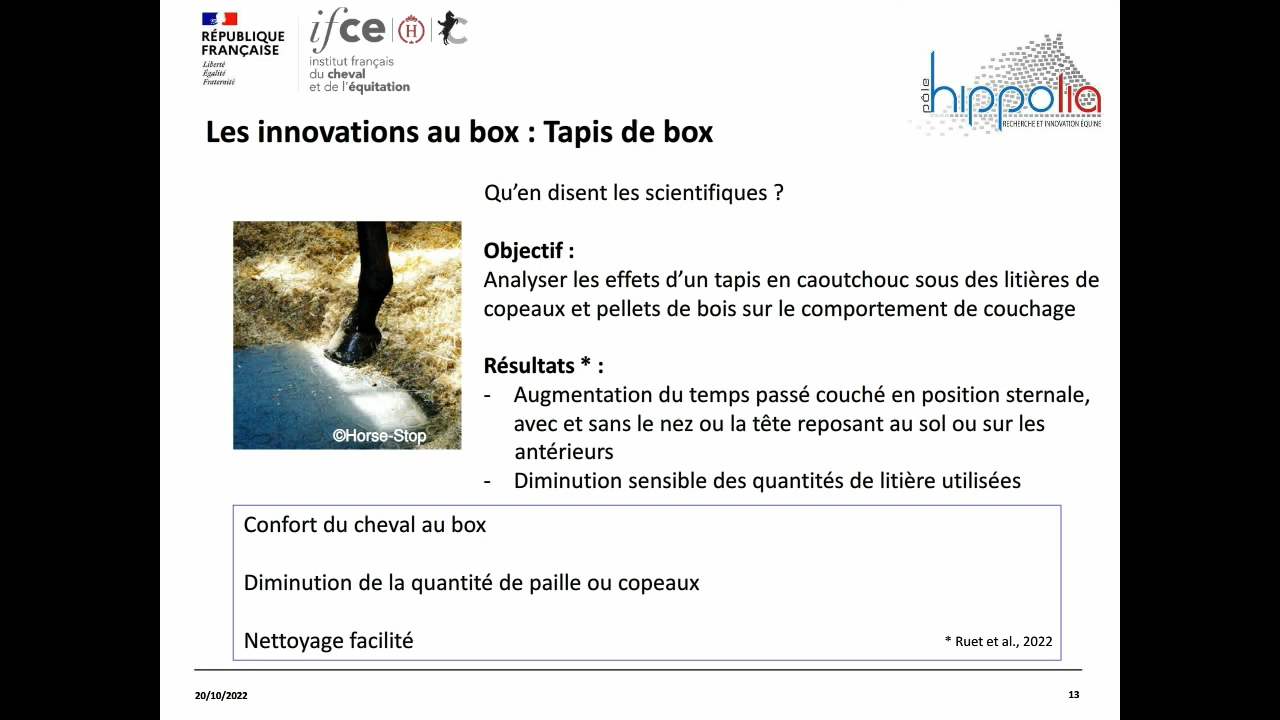 RÉPUBLIQUE
FRANÇAISE
Liberté
Égalité
Fraternité
ifce
H
institut français
du cheval
et de l'équitation
pôle
hippolia
RECHERCHE ET INNOVATION ÉQUINE
Les innovations au box : Tapis de box
Qu'en disent les scientifiques ?
Objectif :
Analyser les effets d'un tapis en caoutchouc sous des litières de
copeaux et pellets de bois sur le comportement de couchage
Résultats * :
- Augmentation du temps passé couché en position sternale,
avec et sans le nez ou la tête reposant au sol ou sur les
antérieurs
- Diminution sensible des quantités de litière utilisées
©Horse-Stop
Confort du cheval au box
Diminution de la quantité de paille ou copeaux
Nettoyage facilité
* Ruet et al., 2022
20/10/2022
13